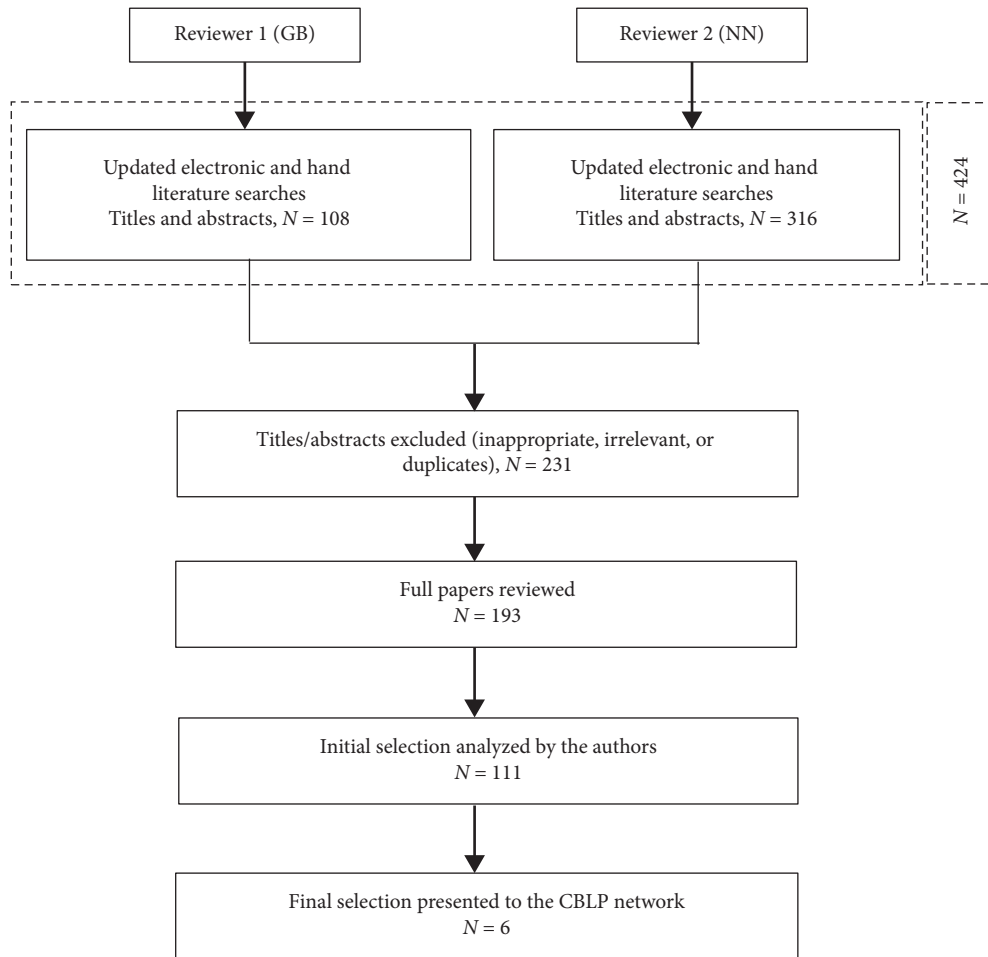 Reviewer 1 (GB)
Reviewer 2 (NN)
Updated electronic and hand
literature searches
Titles and abstracts, N = 108
Updated electronic and hand
literature searches
Titles and abstracts, N = 316
N = 424
Titles/abstracts excluded (inappropriate, irrelevant, or
duplicates), N = 231
Full papers reviewed
N = 193
Initial selection analyzed by the authors
N = 111
Final selection presented to the CBLP network
N = 6